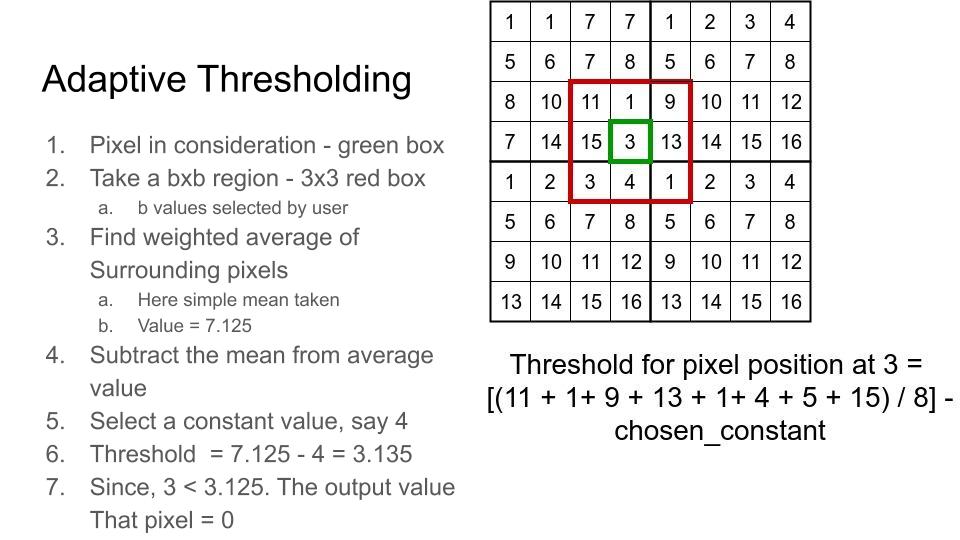 Adaptive Thresholding
1. Pixel in consideration - green box
2. Take a bxb region - 3x3 red box
a. b values selected by user
3. Find weighted average of
Surrounding pixels
a. Here simple mean taken
b. Value = 7.125
4. Subtract the mean from average
value
5. Select a constant value, say 4
6. Threshold = 7.125 - 4 = 3.135
7. Since, 3 < 3.125. The output value
That pixel = 0
1 1 7 7 1 2 3 4
5 6 7 8 5 6 7 8
8 10 11 1 9 10 11 12
7 14 15 3 13 14 15 16
1 2 3 4 1 2 3 4
5 6 7 8 5 6 7 8
9 10 11 12 9 10 11 12
13 14 15 16 13 14 15 16
Threshold for pixel position at 3 =
[(11 + 1+ 9 + 13 + 1+ 4 + 5 + 15) / 8] -
chosen_constant